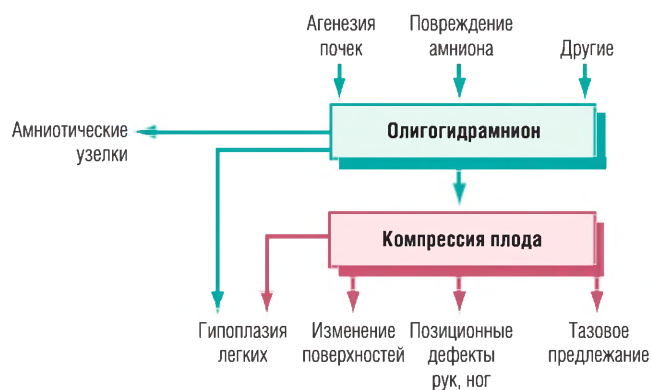 Агенезия
почек
Повреждение
амниона
Другие
Амниотические
узелки
Олигогидрамнион
Компрессия плода
Гипоплазия
легких
Изменение
поверхностей
Позиционные
дефекты
рук, ног
Тазовое
предлежание